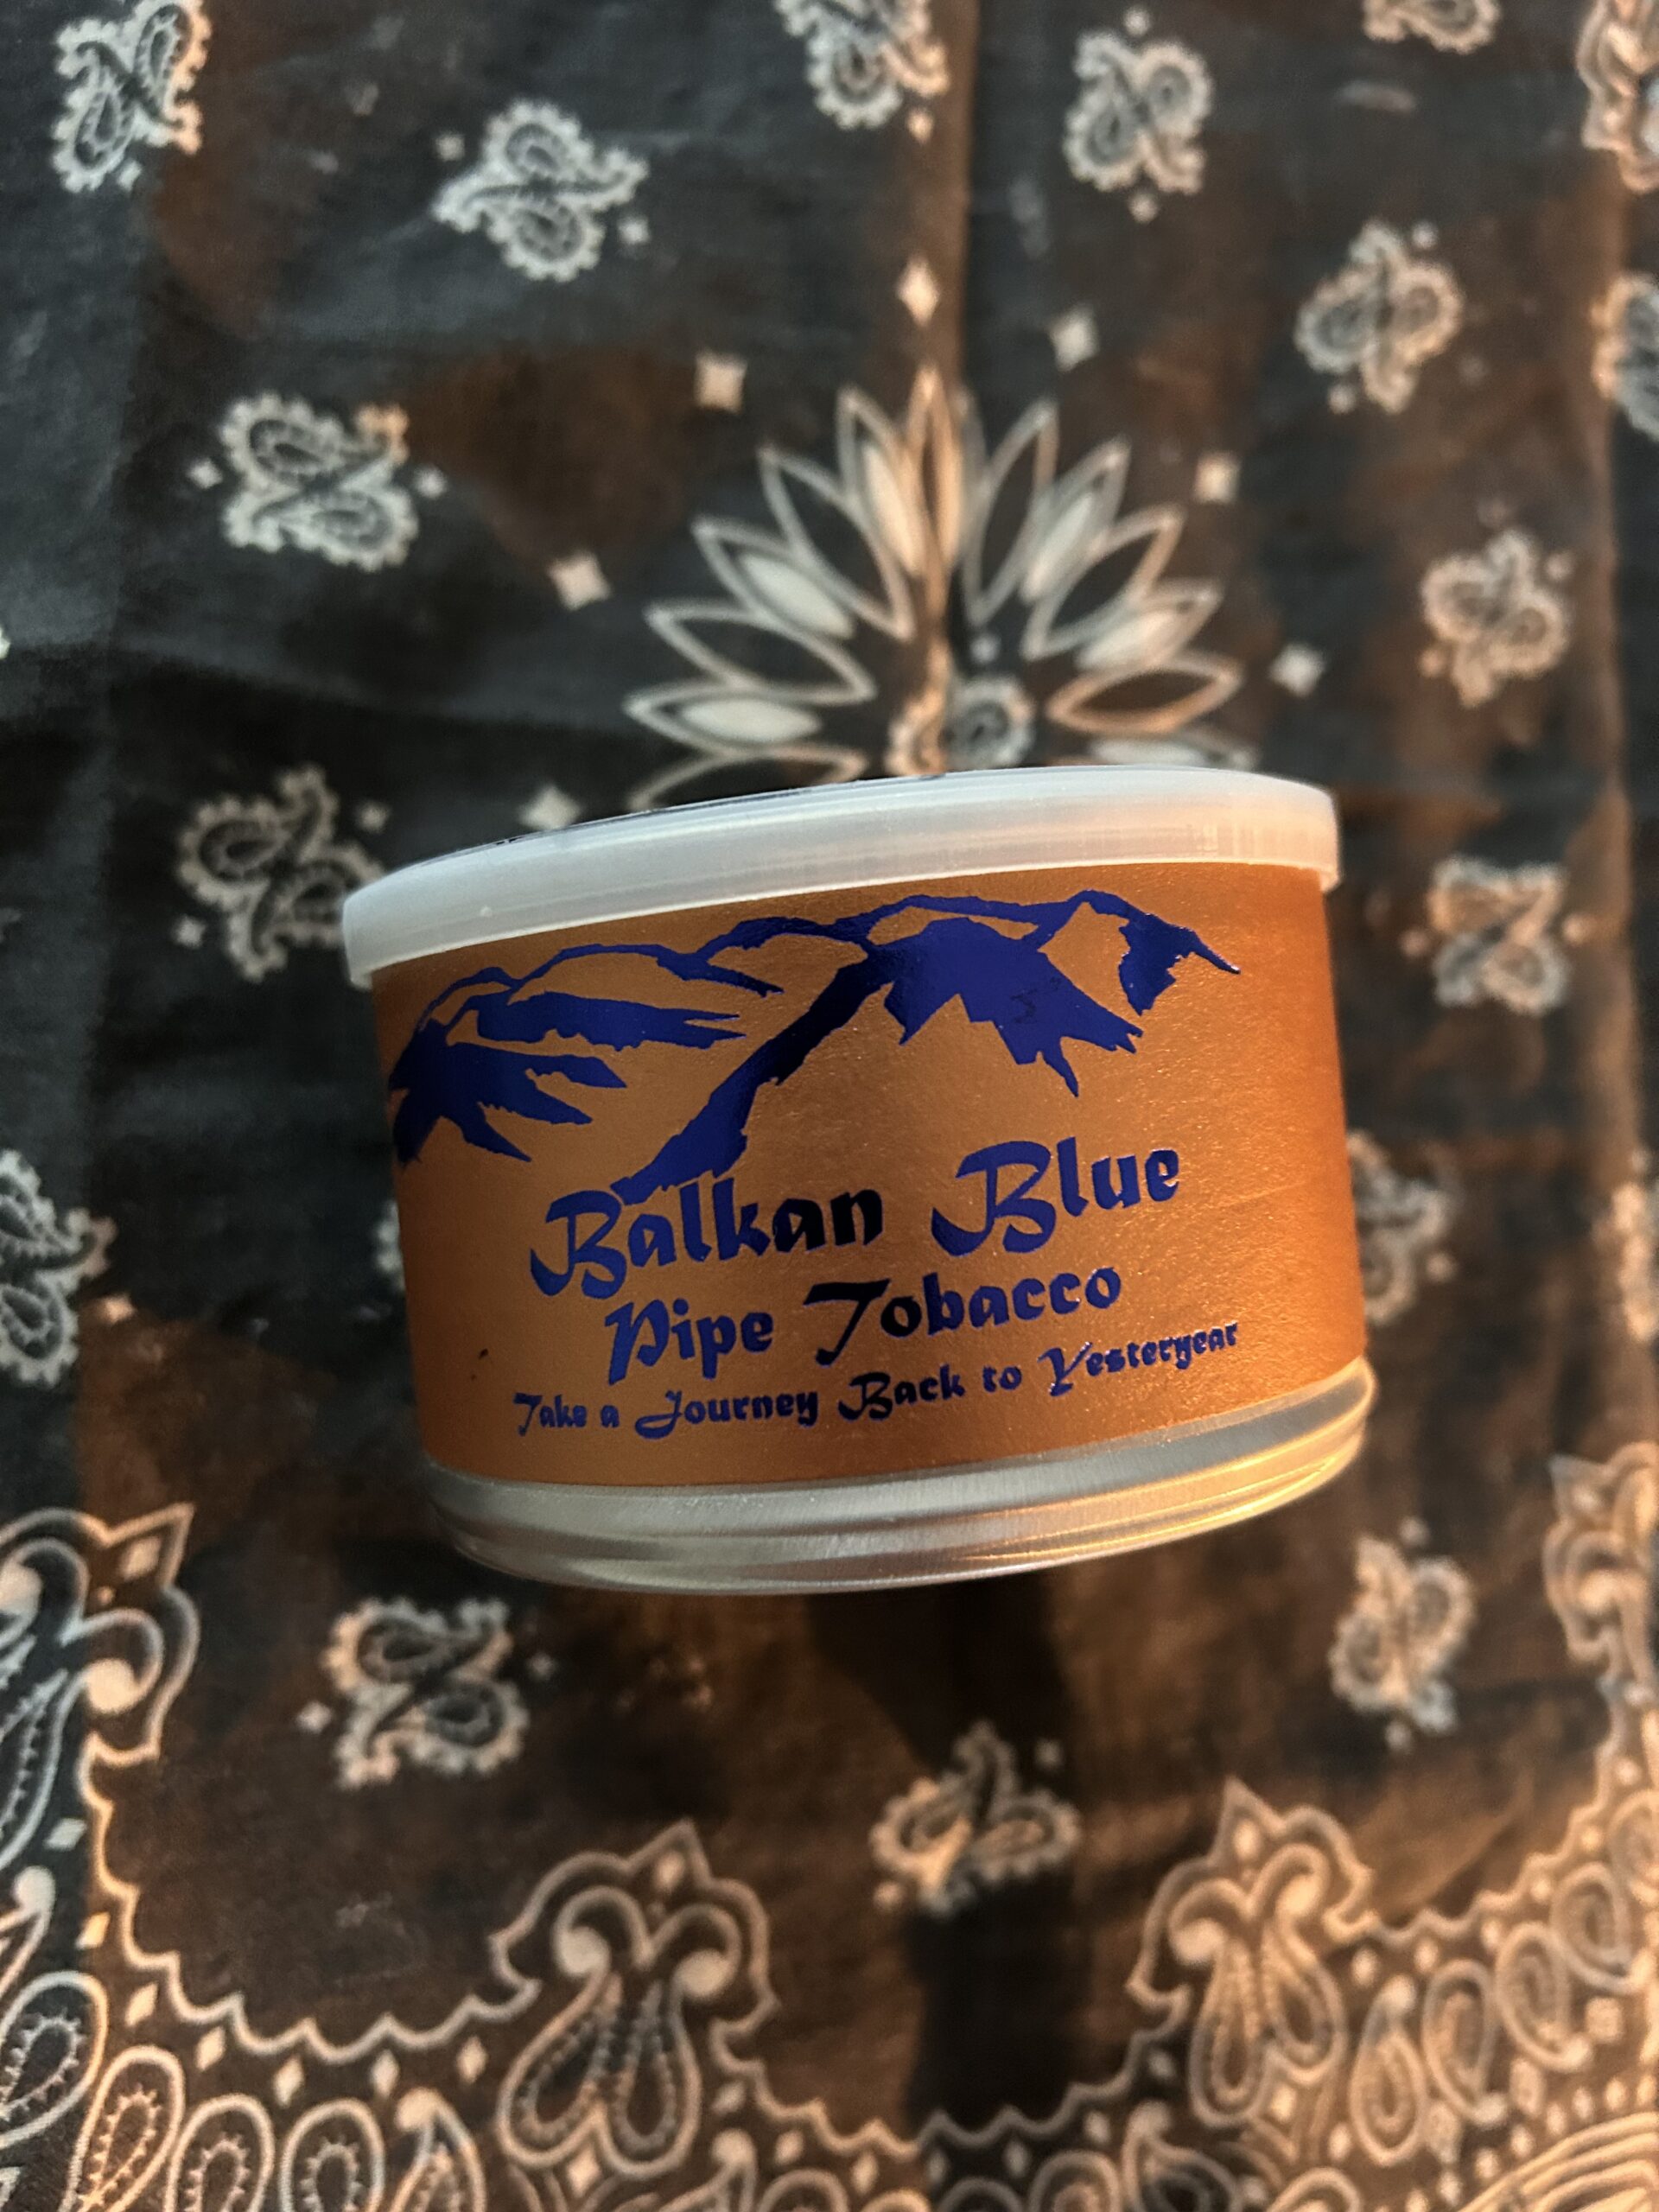 Balkan Blue
Pipe Tobacco
Take a Journey Back to Yesteryear